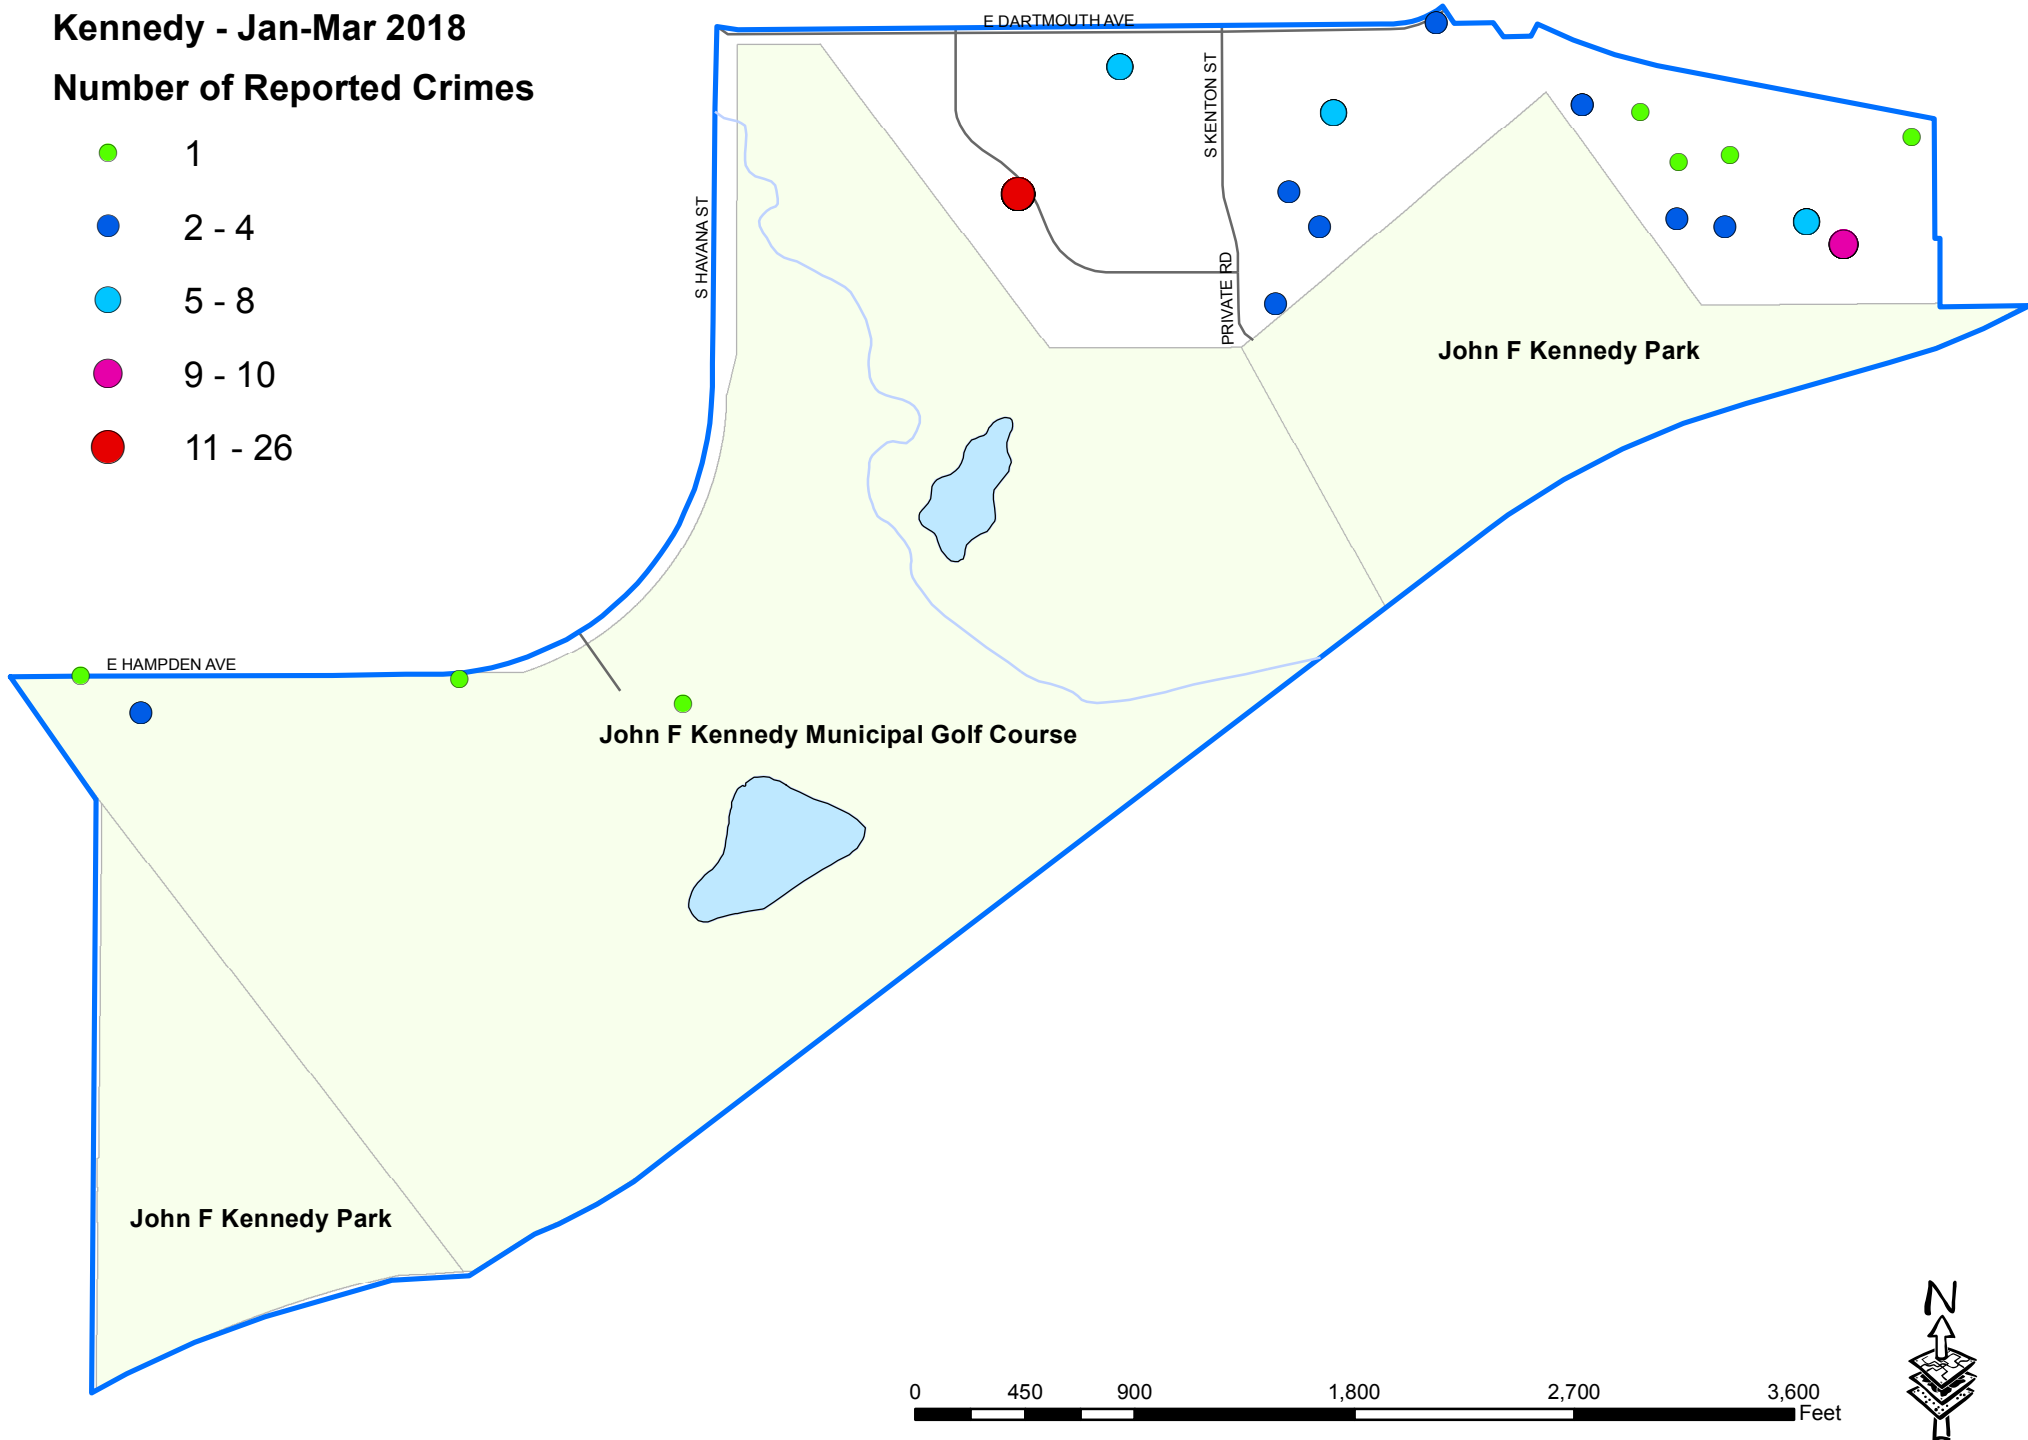 Kennedy - Jan-Mar 2018
Number of Reported Crimes
1
2 - 4
5 - 8
9 - 10
11 - 26
E DARTMOUTH AVE
S KENTON ST
S HAVANA ST
PRIVATE RD
John F Kennedy Park
E HAMPDEN AVE
John F Kennedy Municipal Golf Course
John F Kennedy Park
N
0 450 900 1,800 2,700 3,600
Feet